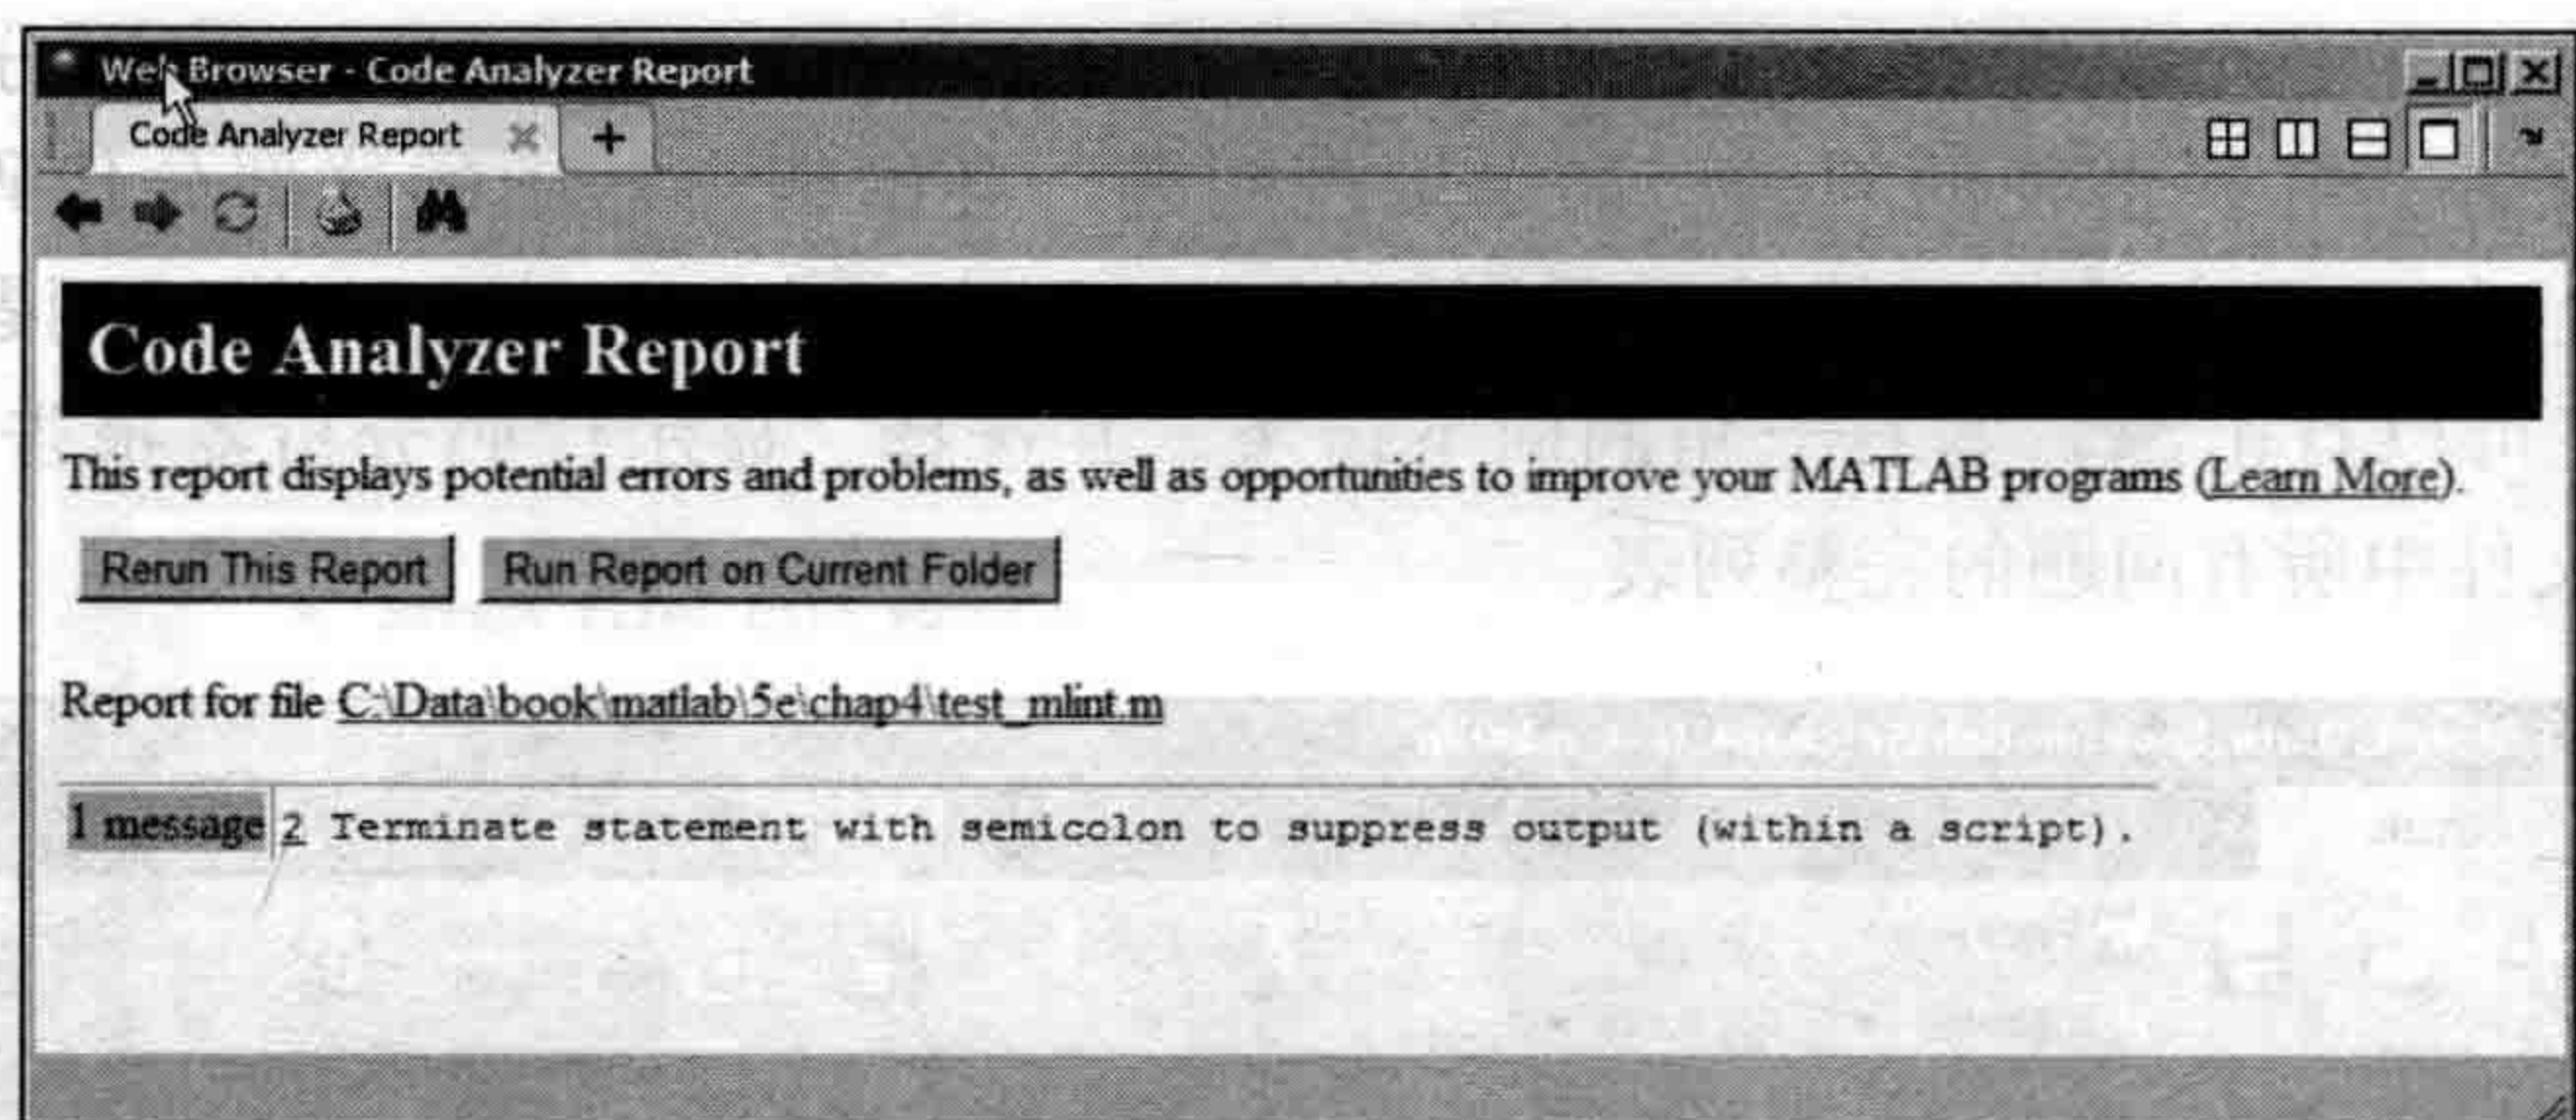 Web Browser - Code Analyzer Report
Code Analyzer Report
Code Analyzer Report
This report displays potential errors and problems, as well as opportunities to improve your MATLAB programs (Learn More).
Rerun This Report Run Report on Current Folder
Report for file C:\Data\book\matlab\5e\chap4\test_mlint.m
1 message 2 Terminate statement with semicolon to suppress output (within a script).